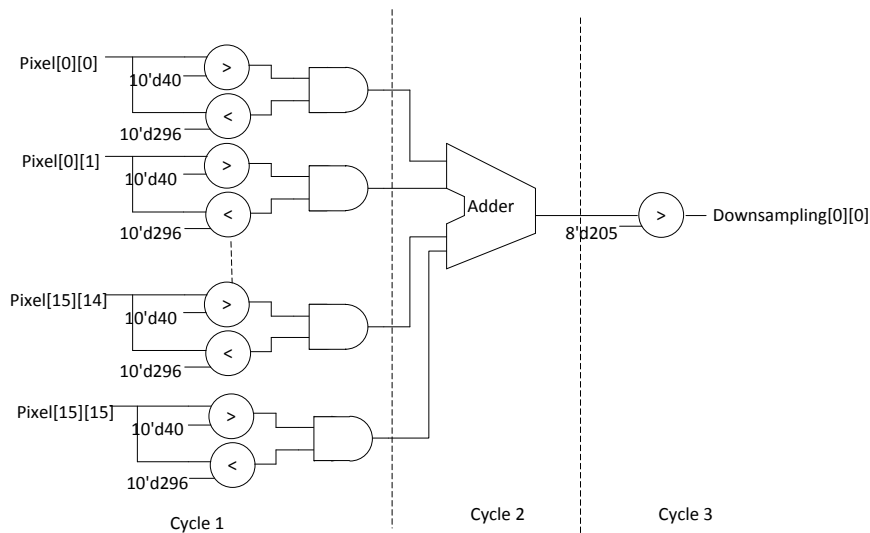 Pixel[0][0]
>
10'd40
<
10'd296
Pixel[0][1]
>
10'd40
<
10'd296
Adder
>
8'd205
Downsampling[0][0]
Pixel[15][14]
>
10'd40
<
10'd296
Pixel[15][15]
>
10'd40
<
10'd296
Cycle 1
Cycle 2
Cycle 3